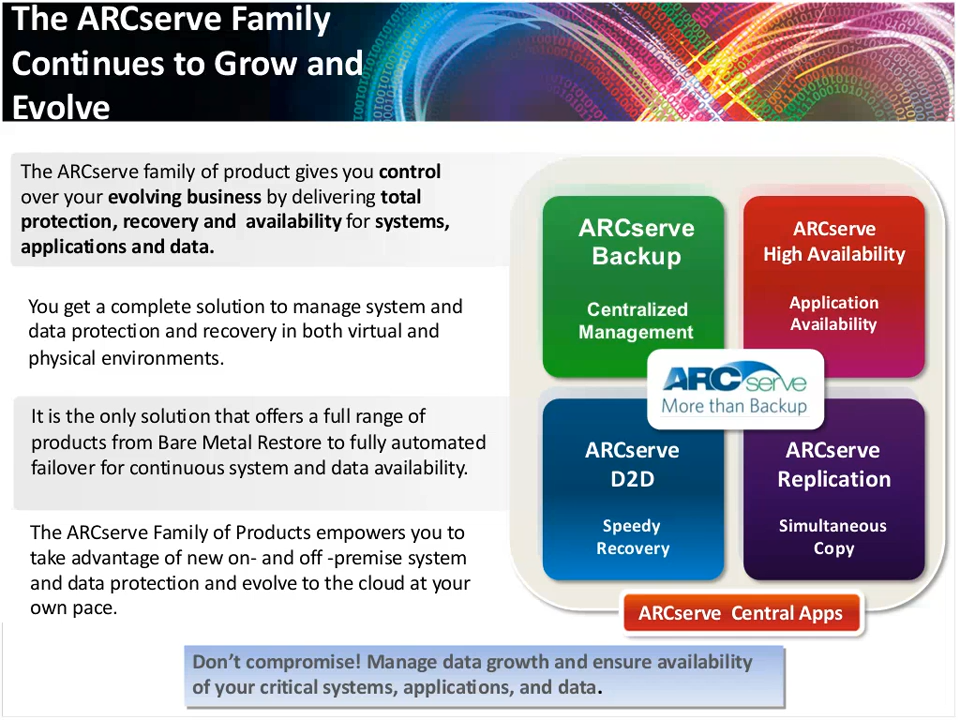 The ARCserve Family
Continues to Grow and
Evolve
The ARCserve family of product gives you control
over your evolving business by delivering total
protection, recovery and availability for systems,
applications and data.
You get a complete solution to manage system and
data protection and recovery in both virtual and
physical environments.
It is the only solution that offers a full range of
products from Bare Metal Restore to fully automated
failover for continuous system and data availability.
The ARCserve Family of Products empowers you to
take advantage of new on- and off -premise system
and data protection and evolve to the cloud at your
own pace.
ARCserve
Backup
Centralized
Management
ARCserve
High Availability
Application
Availability
ARCserve
More than Backup
ARCserve
D2D
Speedy
Recovery
ARCserve
Replication
Simultaneous
Copy
ARCserve Central Apps
Don’t compromise! Manage data growth and ensure availability
of your critical systems, applications, and data.